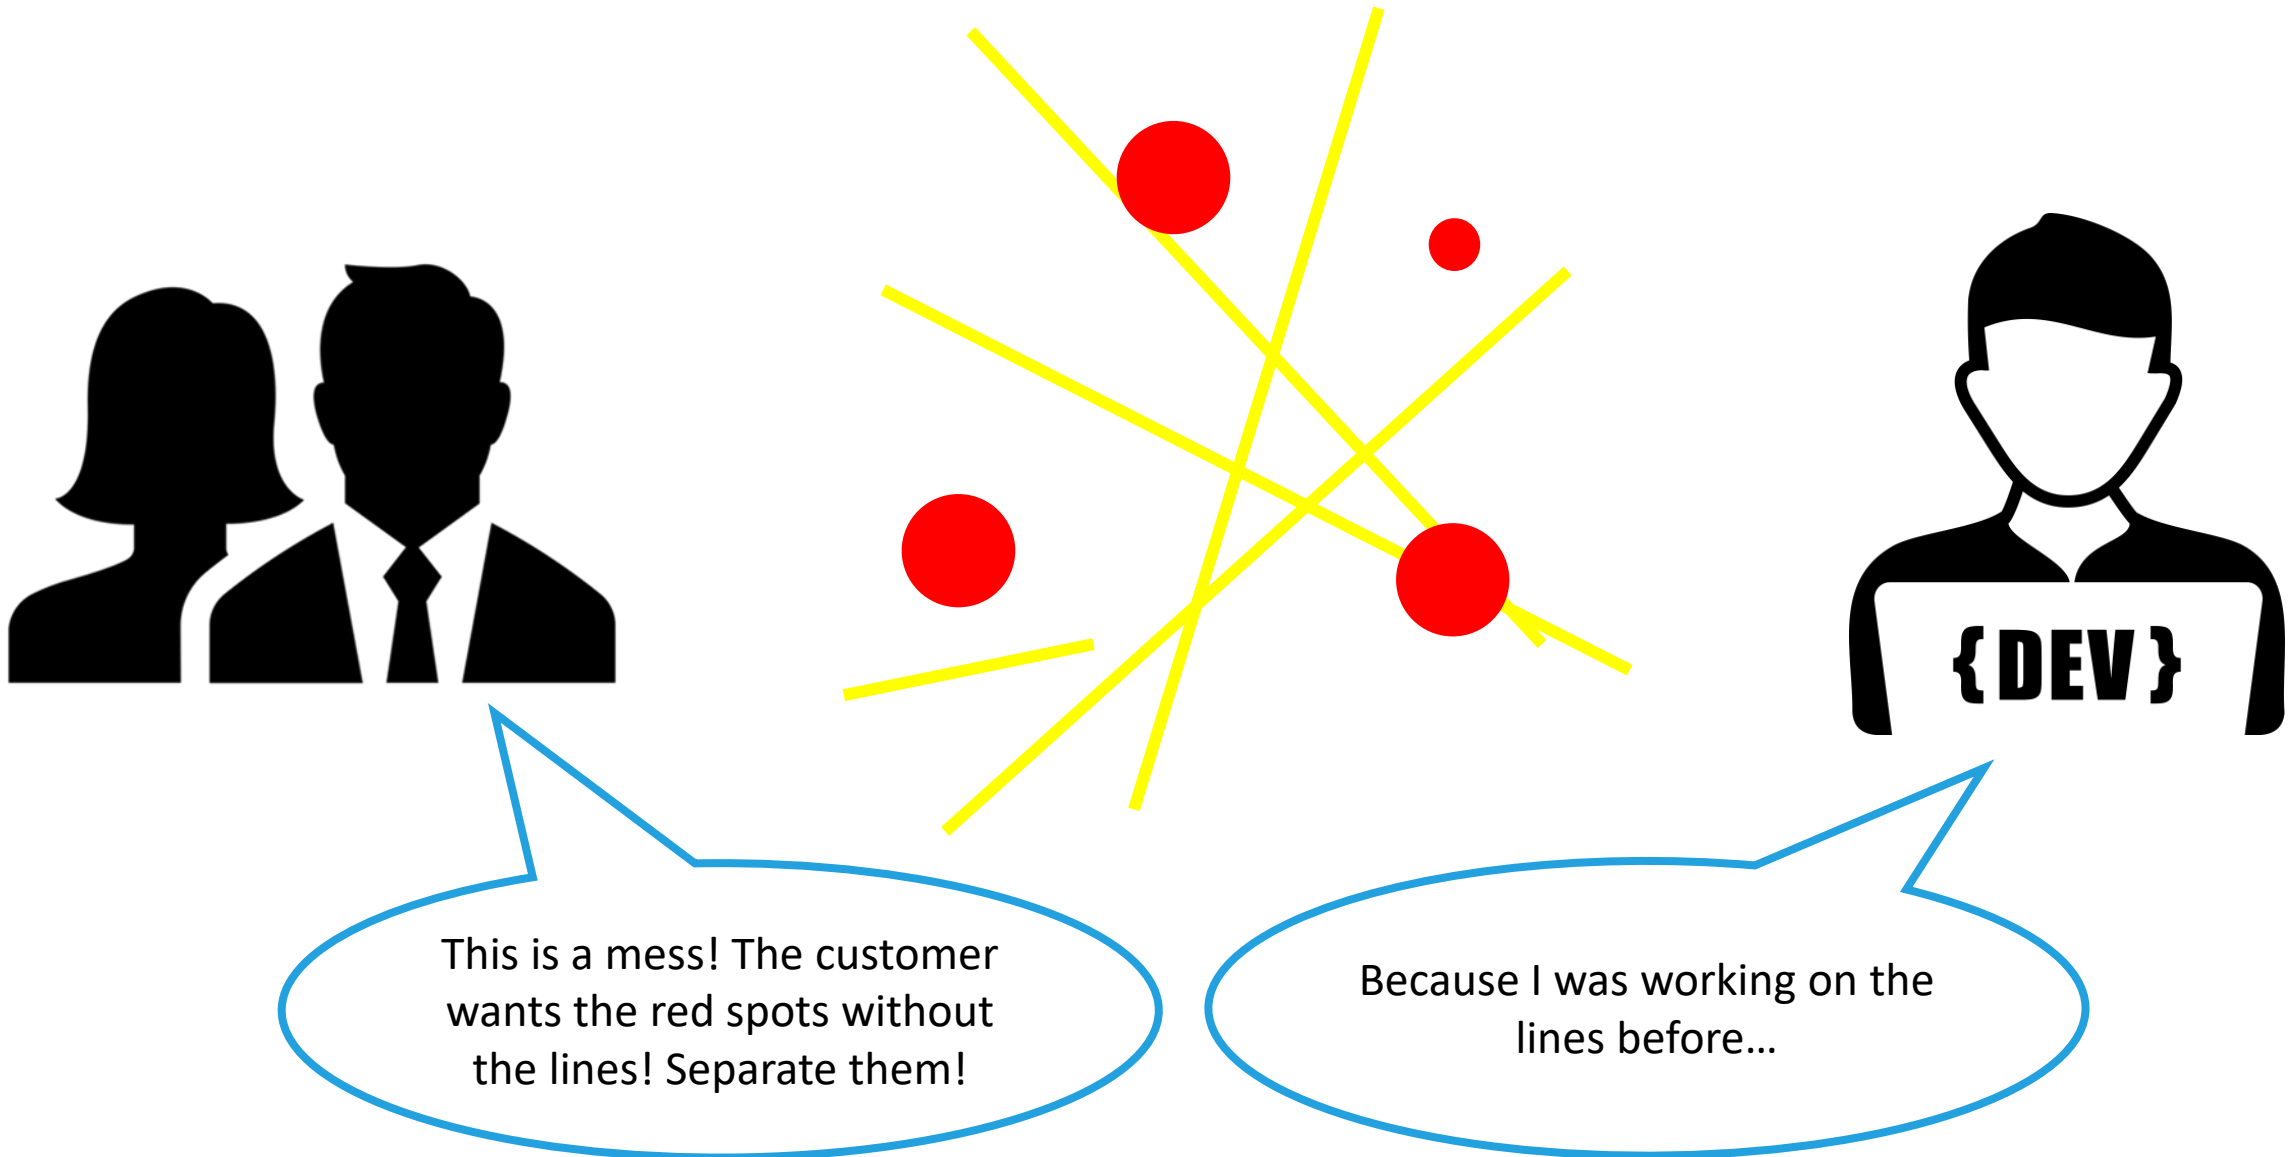 {DEV}
This is a mess! The customer
wants the red spots without
the lines! Separate them!
Because I was working on the
lines before...